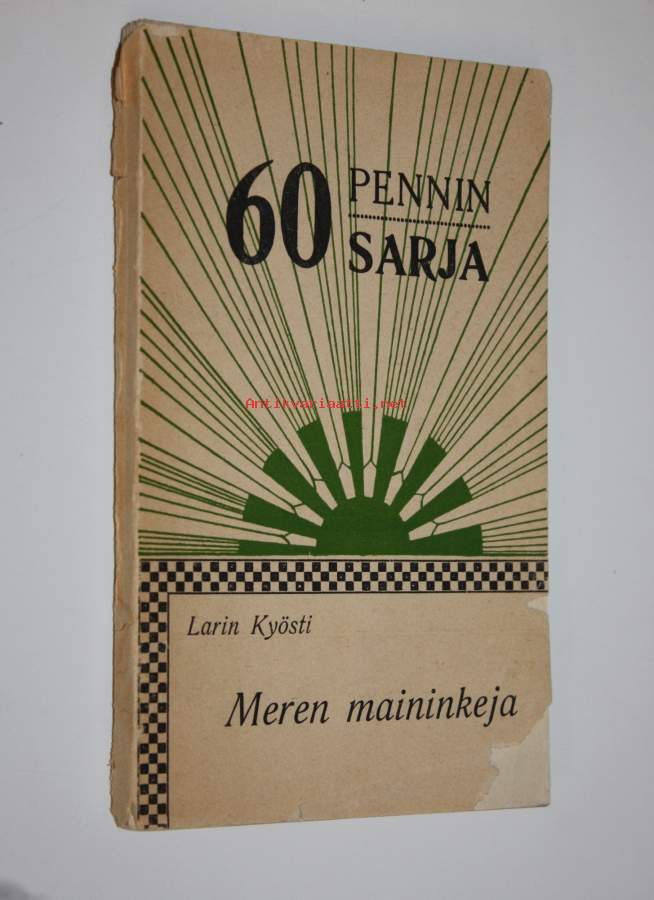 60 PENNIN
SARJA
Antikvariaatti.net
Larin Kyösti
Meren maininkeja